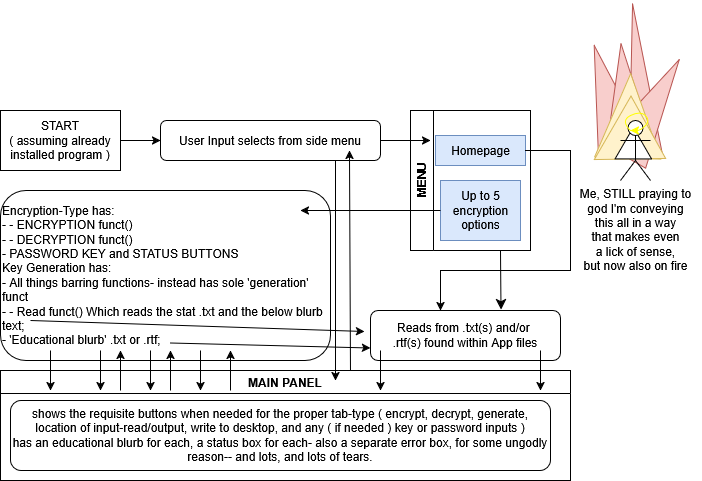 START
( assuming already
installed program )
User Input selects from side menu
MENU
Homepage
Up to 5
encryption
options
Me, STILL praying to
god I'm conveying
this all in a way
that makes even
a lick of sense,
but now also on fire
Encryption-Type has:
- - ENCRYPTION funct()
- - DECRYPTION funct()
- PASSWORD KEY and STATUS BUTTONS
Key Generation has:
- All things barring functions- instead has sole 'generation'
funct
- - Read funct() Which reads the stat .txt and the below blurb
text;
- 'Educational blurb' .txt or .rtf;
Reads from .txt(s) and/or
.rtf(s) found within App files
MAIN PANEL
shows the requisite buttons when needed for the proper tab-type ( encrypt, decrypt, generate,
location of input-read/output, write to desktop, and any ( if needed ) key or password inputs )
has an educational blurb for each, a status box for each- also a separate error box, for some ungodly
reason-- and lots, and lots of tears.